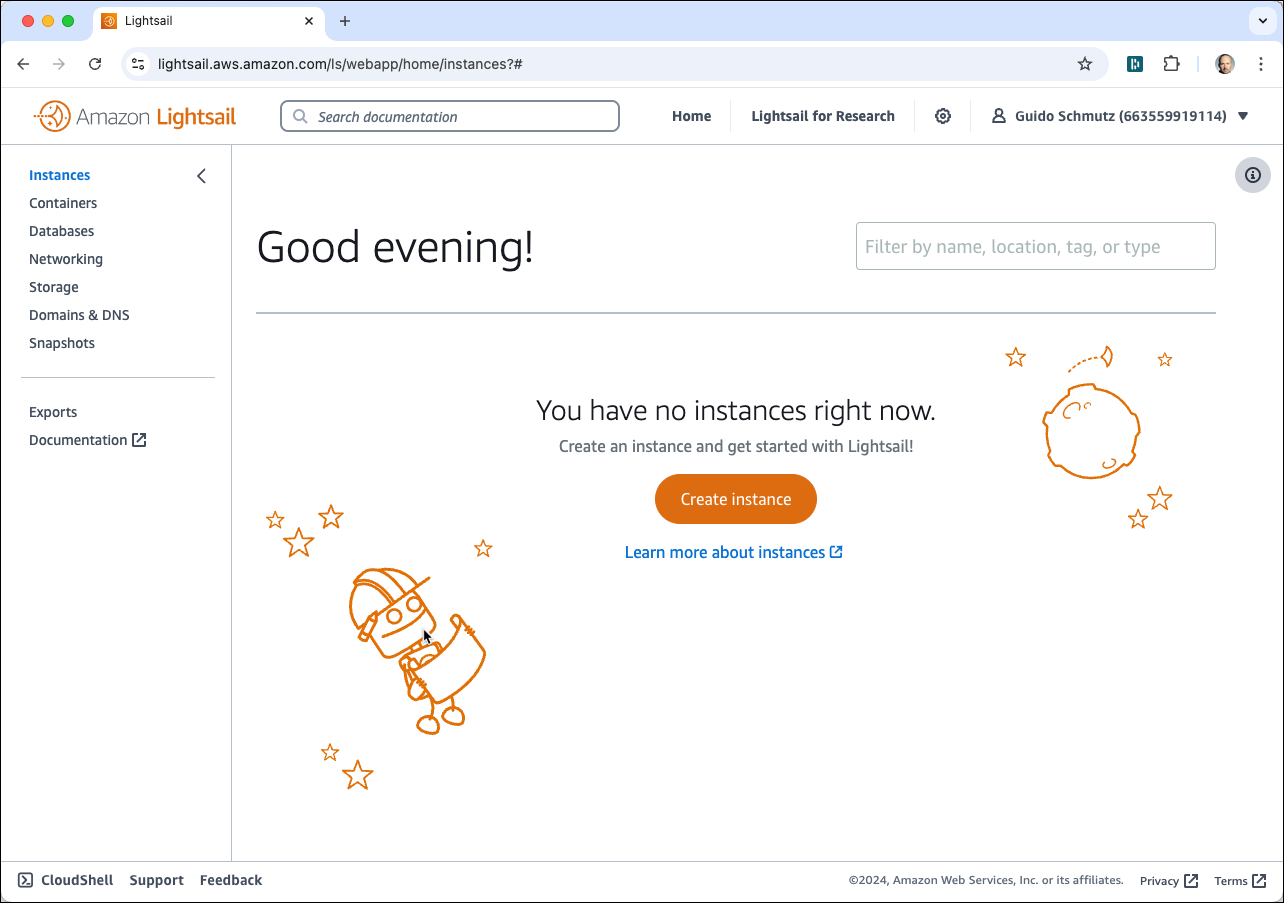 Lightsail
lightsail.aws.amazon.com/ls/webapp/home/instances?#
Amazon Lightsail
Search documentation
Home
Lightsail for Research
Guido Schmutz (663559919114)
Instances
Containers
Databases
Networking
Storage
Domains & DNS
Snapshots
Exports
Documentation
Good evening!
Filter by name, location, tag, or type
You have no instances right now.
Create an instance and get started with Lightsail!
Create instance
Learn more about instances
CloudShell
Support
Feedback
©2024, Amazon Web Services, Inc. or its affiliates.
Privacy
Terms